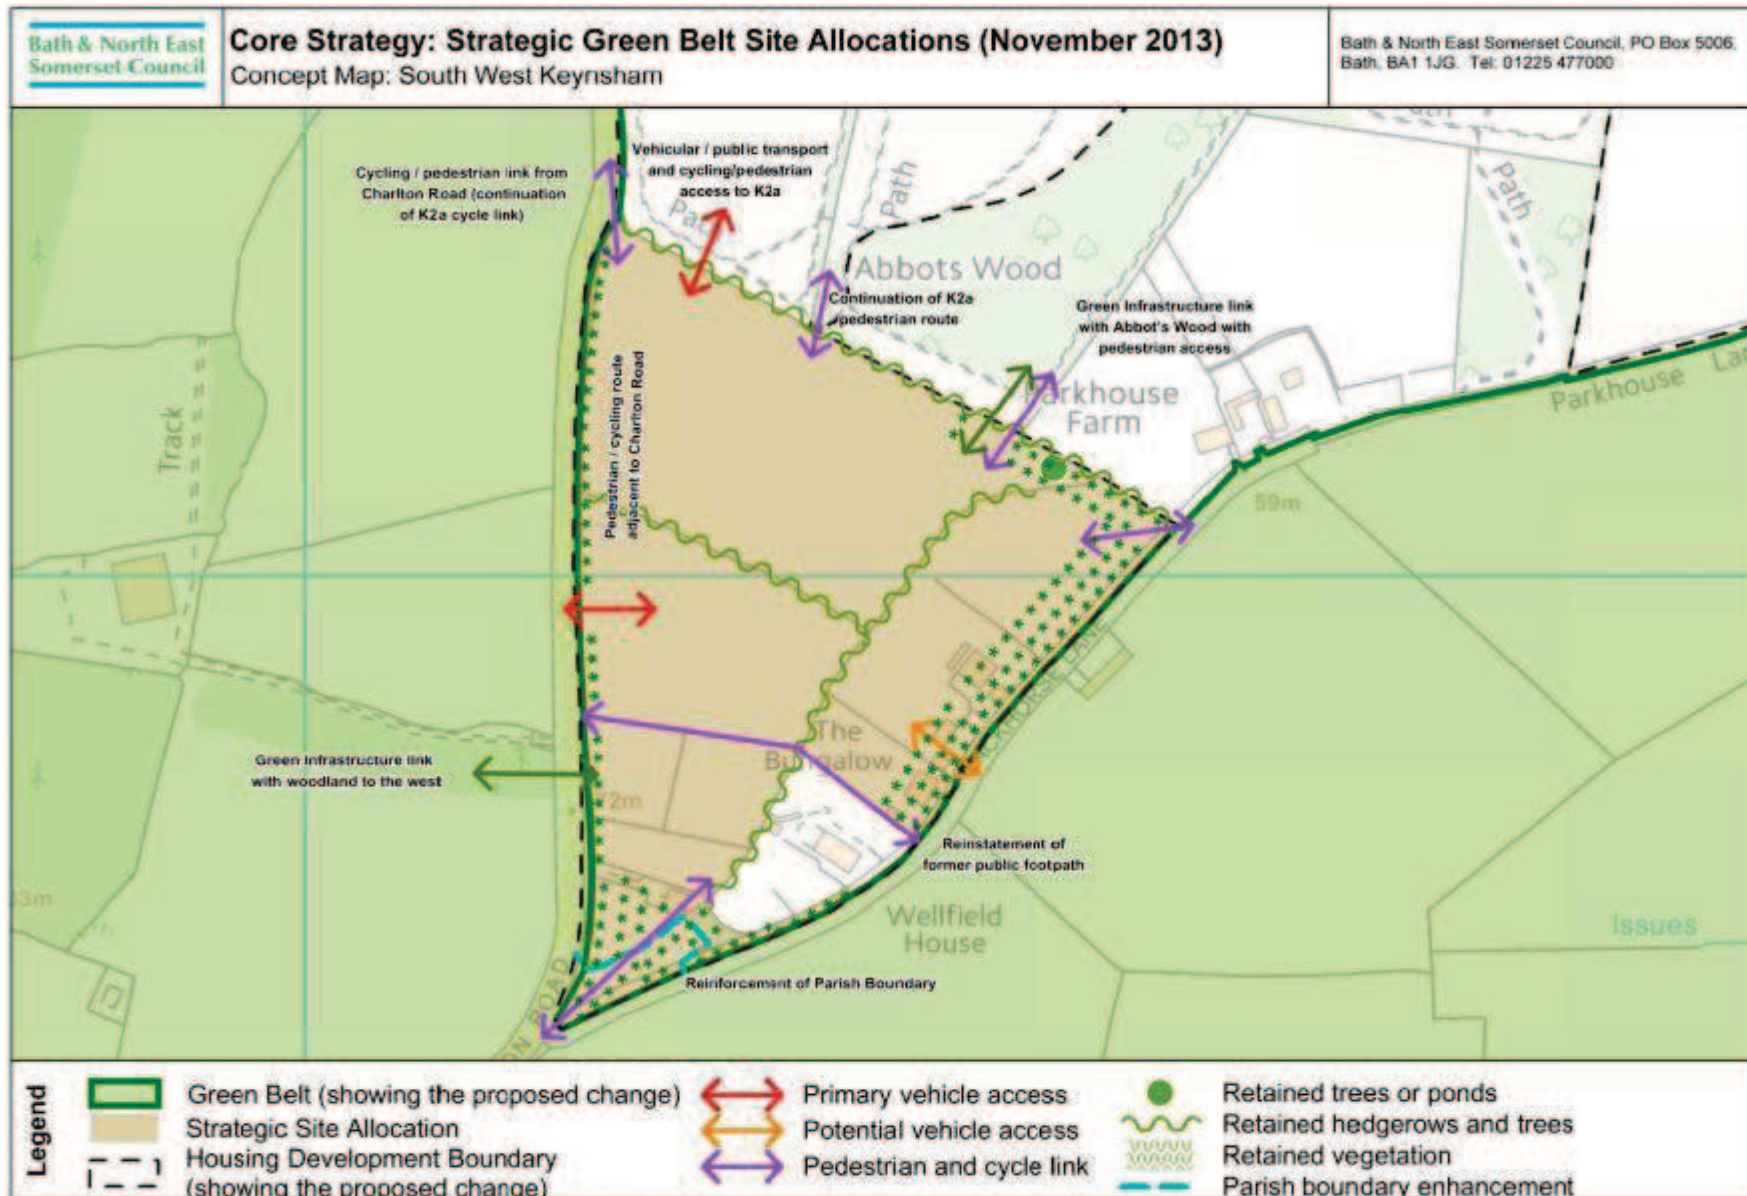 Bath & North East
Somerset Council
Core Strategy: Strategic Green Belt Site Allocations (November 2013)
Concept Map: South West Keynsham
Bath & North East Somerset Council, PO Box 5006,
Bath, BA1 1JG. Tel: 01225 477000
Cycling / pedestrian link from
Charlton Road (continuation
of K2a cycle link)
Vehicular / public transport
and cycling/pedestrian
access to K2a
Path
Path
Path
Abbots Wood
Continuation of K2a
pedestrian route
Green Infrastructure link
with Abbot's Wood with
pedestrian access
Parkhouse
Farm
Parkhouse Lan
Track
Pedestrian / cycling route
adjacent to Charlton Road
59m
LANE
The
Bungalow
Green Infrastructure link
with woodland to the west
72m
Reinstatement of
former public footpath
Wellfield
House
Issues
Reinforcement of Parish Boundary
ON ROAD
Legend
Green Belt (showing the proposed change)
Strategic Site Allocation
Housing Development Boundary
(showing the proposed change)
Primary vehicle access
Potential vehicle access
Pedestrian and cycle link
Retained trees or ponds
Retained hedgerows and trees
Retained vegetation
Parish boundary enhancement